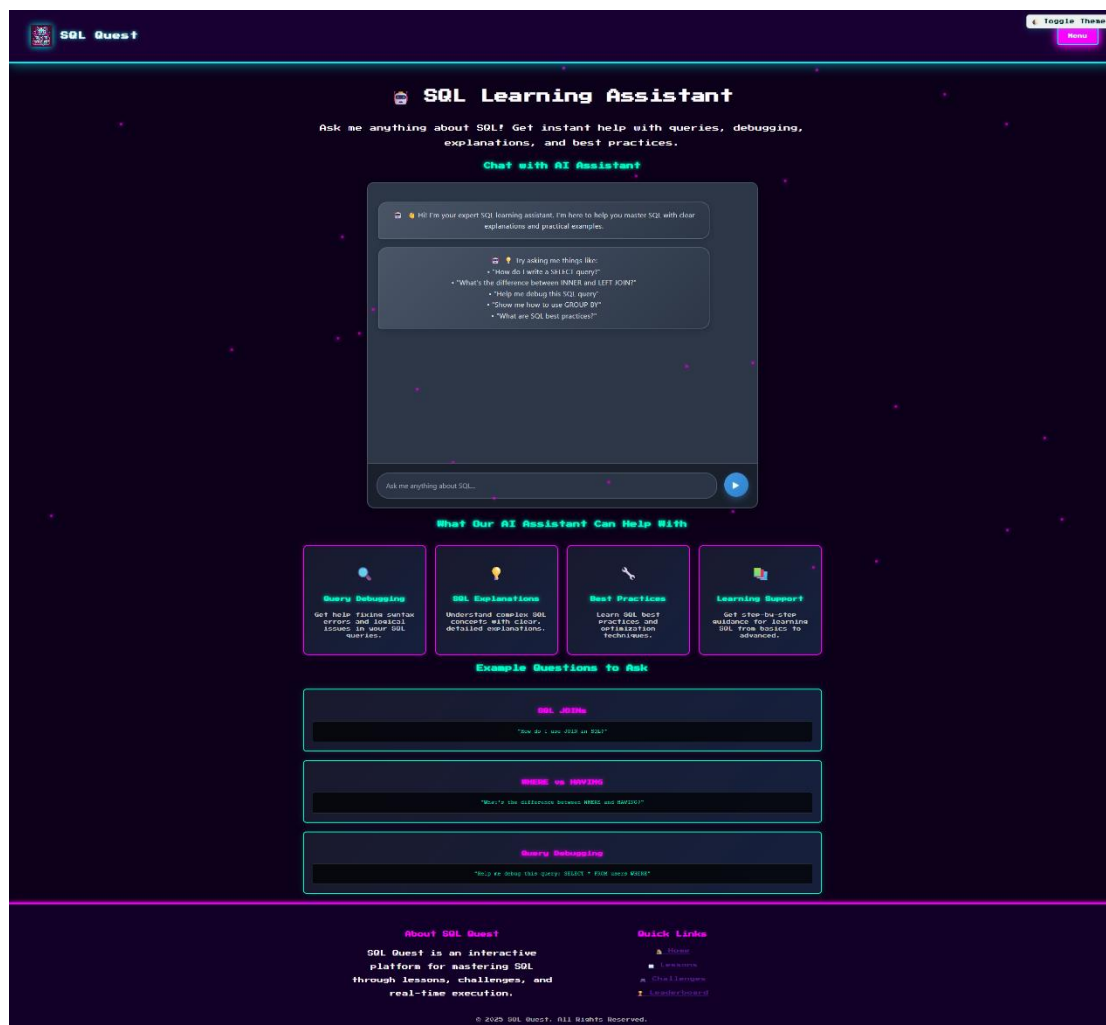 SQL Quest
Toggle Theme
Menu
SQL Learning Assistant
Ask me anything about SQL! Get instant help with queries, debugging,
explanations, and best practices.
Chat with AI Assistant
Hi! I'm your expert SQL learning assistant. I'm here to help you master SQL with clear
explanations and practical examples.
Try asking me things like:
• "How do I write a SELECT query?"
• "What's the difference between INNER and LEFT JOIN?"
• "Help me debug this SQL query"
• "Show me how to use GROUP BY"
• "What are SQL best practices?"
Ask me anything about SQL...
What Our AI Assistant Can Help With
Query Debugging
Get help fixing syntax
errors and logical
issues in your SQL
queries.
SQL Explanations
Understand complex SQL
concepts with clear,
detailed explanations.
Best Practices
Learn SQL best
practices and
optimization
techniques.
Learning Support
Get step-by-step
guidance for learning
SQL from basics to
advanced.
Example Questions to Ask
SQL JOINs
"How do I use JOIN in SQL?"
WHERE vs HAVING
"What's the difference between WHERE and HAVING?"
Query Debugging
"Help me debug this query: SELECT * FROM users WHERE"
About SQL Quest
SQL Quest is an interactive
platform for mastering SQL
through lessons, challenges, and
real-time execution.
Quick Links
Home
Lessons
Challenges
Leaderboard
© 2025 SQL Quest. All Rights Reserved.